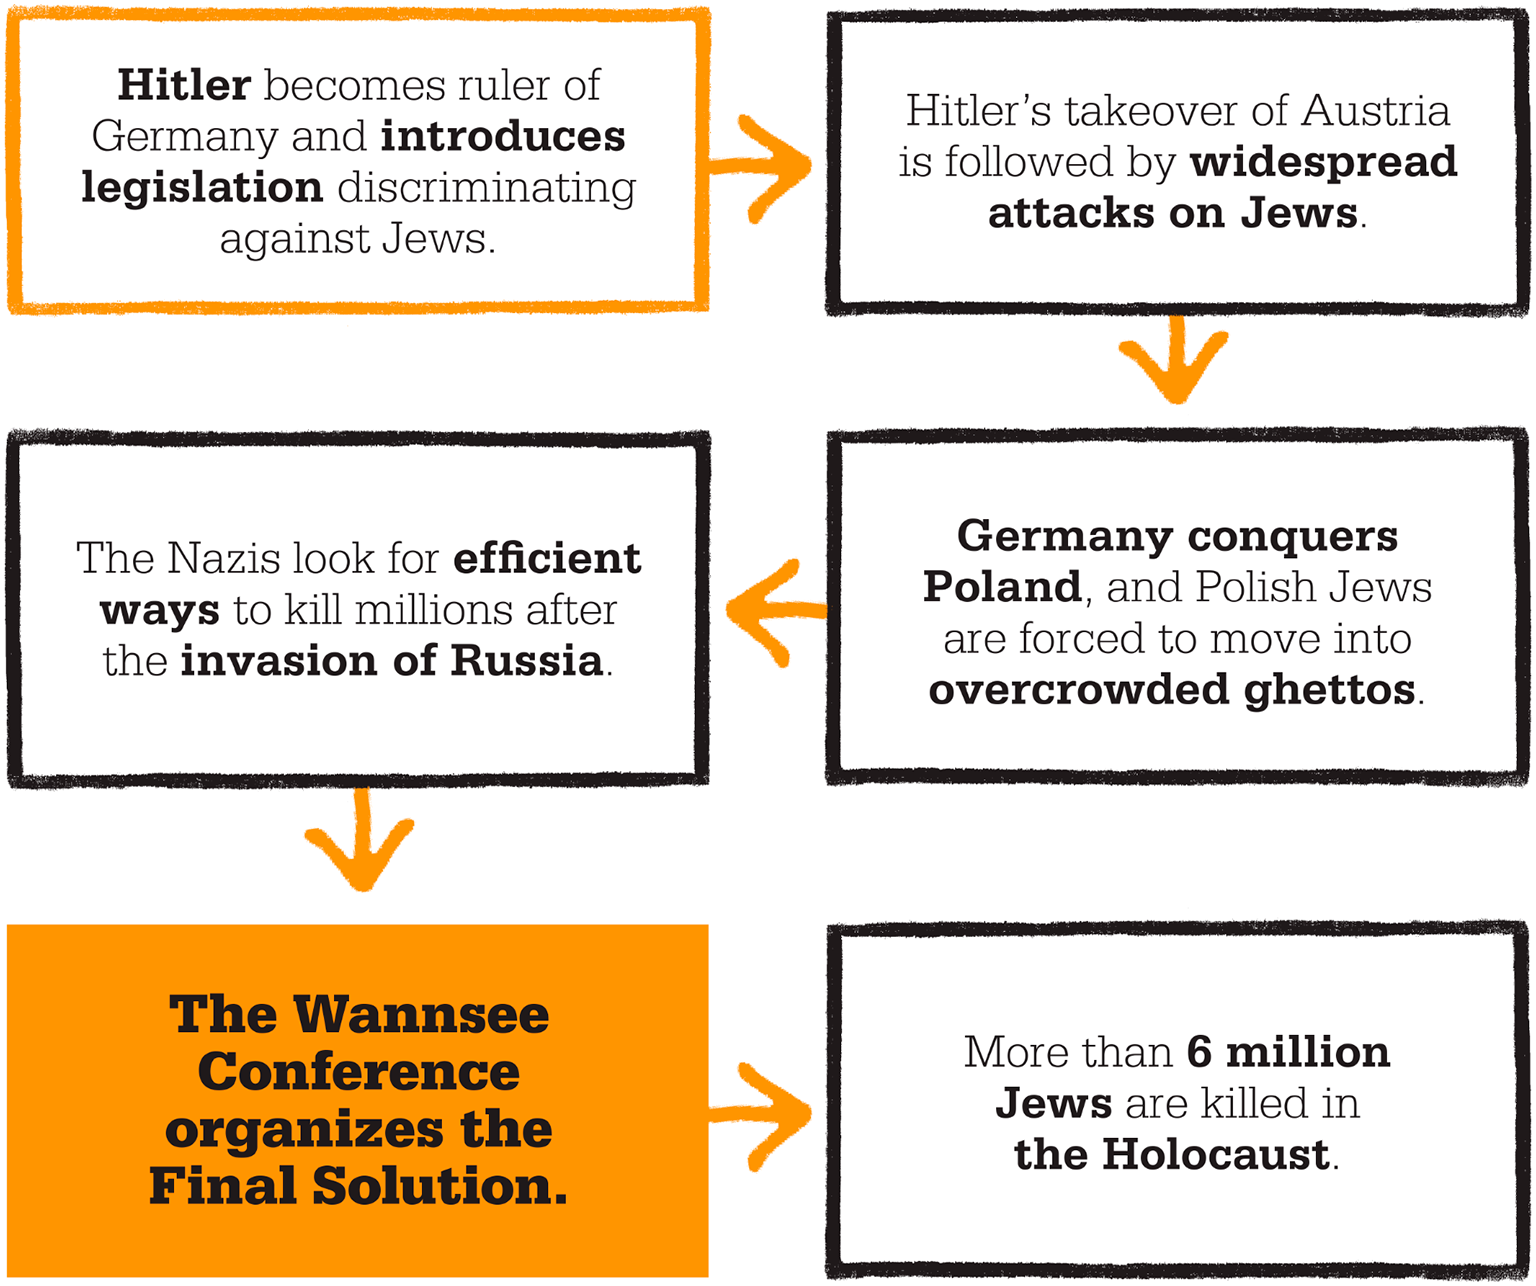 Hitler becomes ruler of
Germany and introduces
legislation discriminating
against Jews.
Hitler’s takeover of Austria
is followed by widespread
attacks on Jews.
Germany conquers
Poland, and Polish Jews
are forced to move into
overcrowded ghettos.
The Nazis look for efficient
ways to kill millions after
the invasion of Russia.
The Wannsee
Conference
organizes the
Final Solution.
More than 6 million
Jews are killed in
the Holocaust.